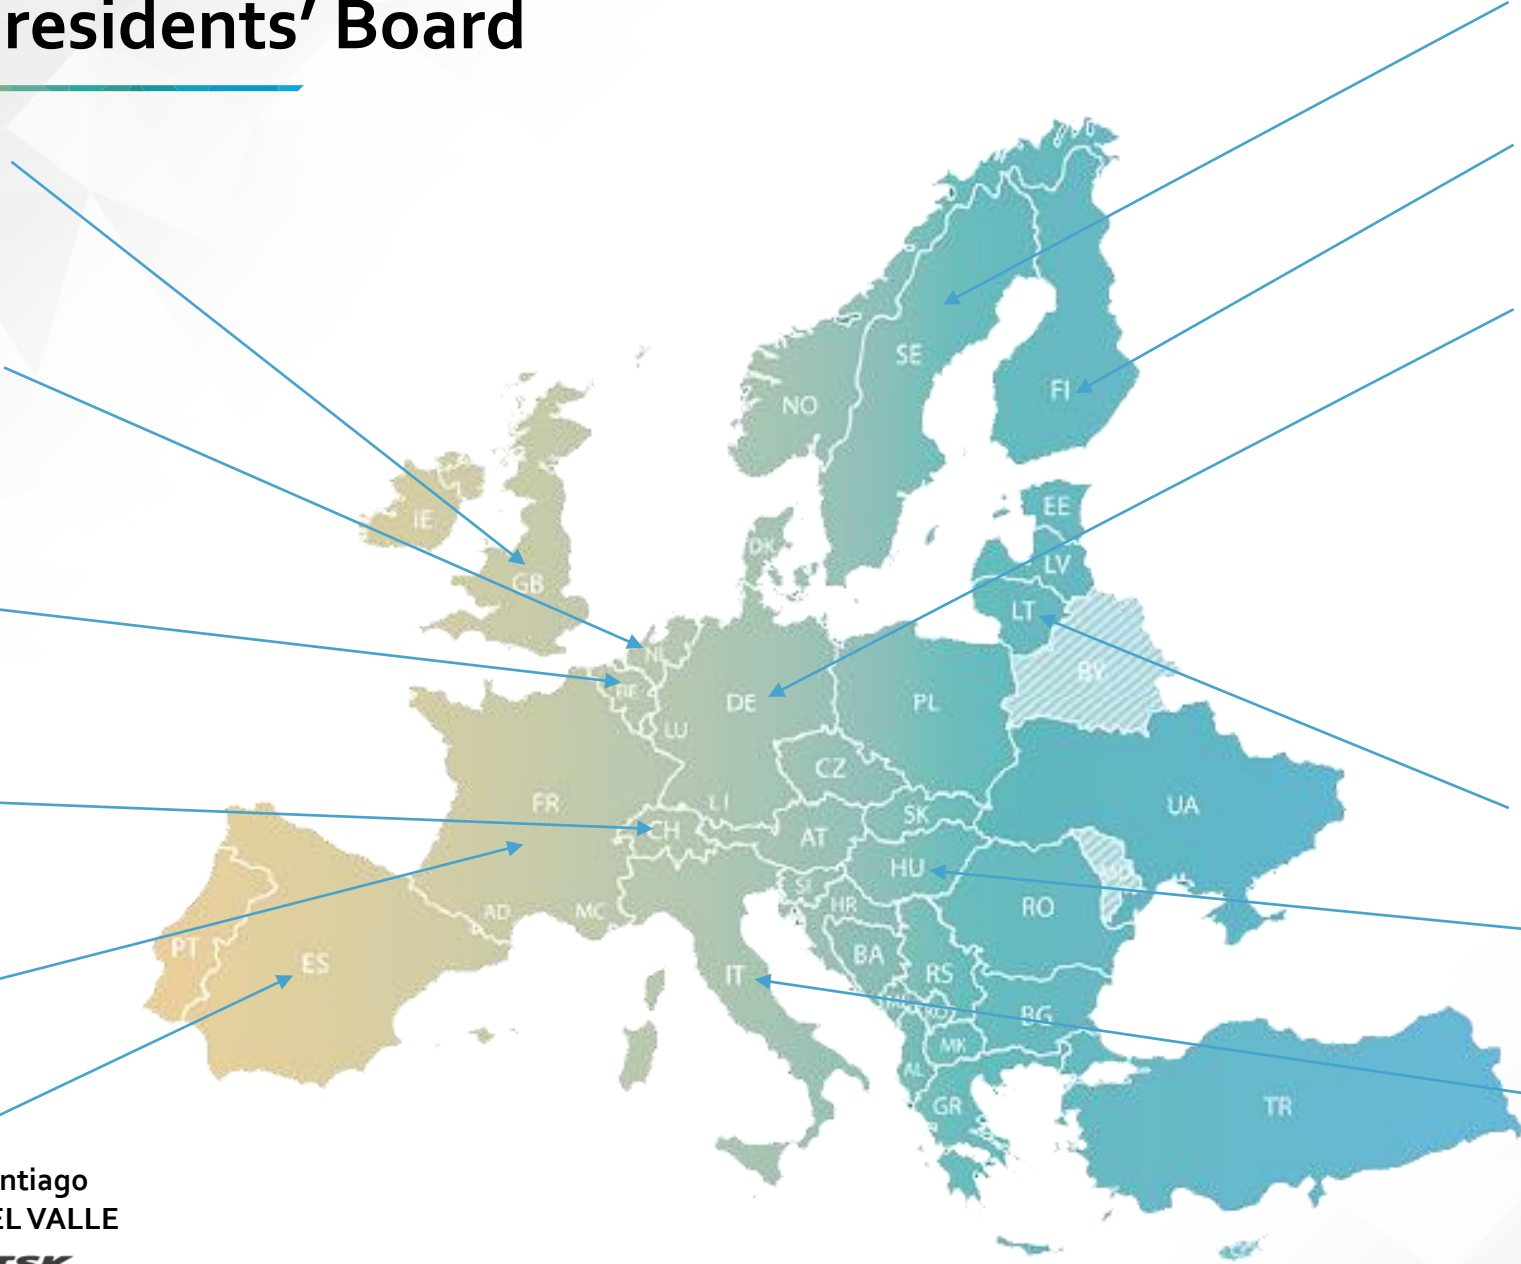 residents’ Board
SE
FI
NO
EE
IE
DK
LV
GB
LT
NL
BY
BE
DE
PL
LU
CZ
FR
LI
UA
SK
CH
AT
HU
SI
HR
RO
AD
MC
PT
BA
ES
IT
RS
BG
MK
AL
GR
TR
ntiago
EL VALLE
TSK